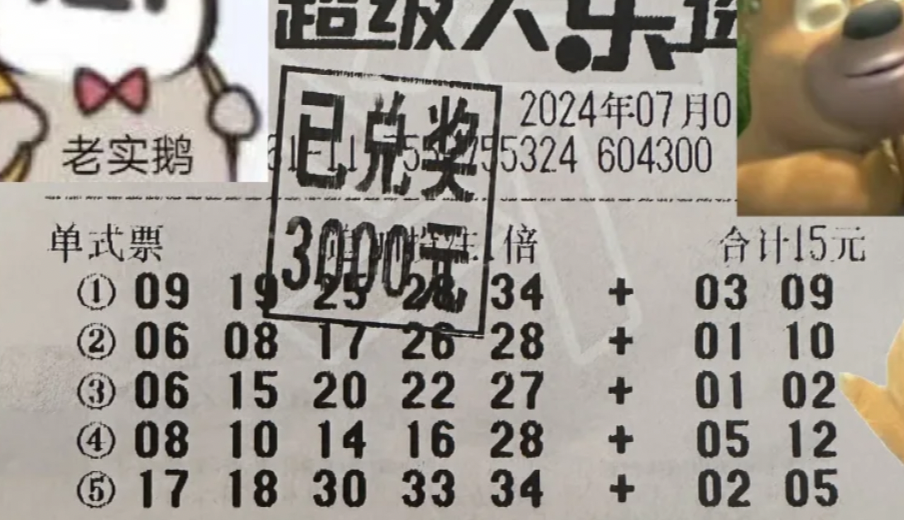 超级大乐透
已兑奖
3000元
2024年07月0
老实鹅
55324 604300
单式票
倍
合计15元
① 09 19 25 28 34 + 03 09
② 06 08 17 26 28 + 01 10
③ 06 15 20 22 27 + 01 02
④ 08 10 14 16 28 + 05 12
⑤ 17 18 30 33 34 + 02 05